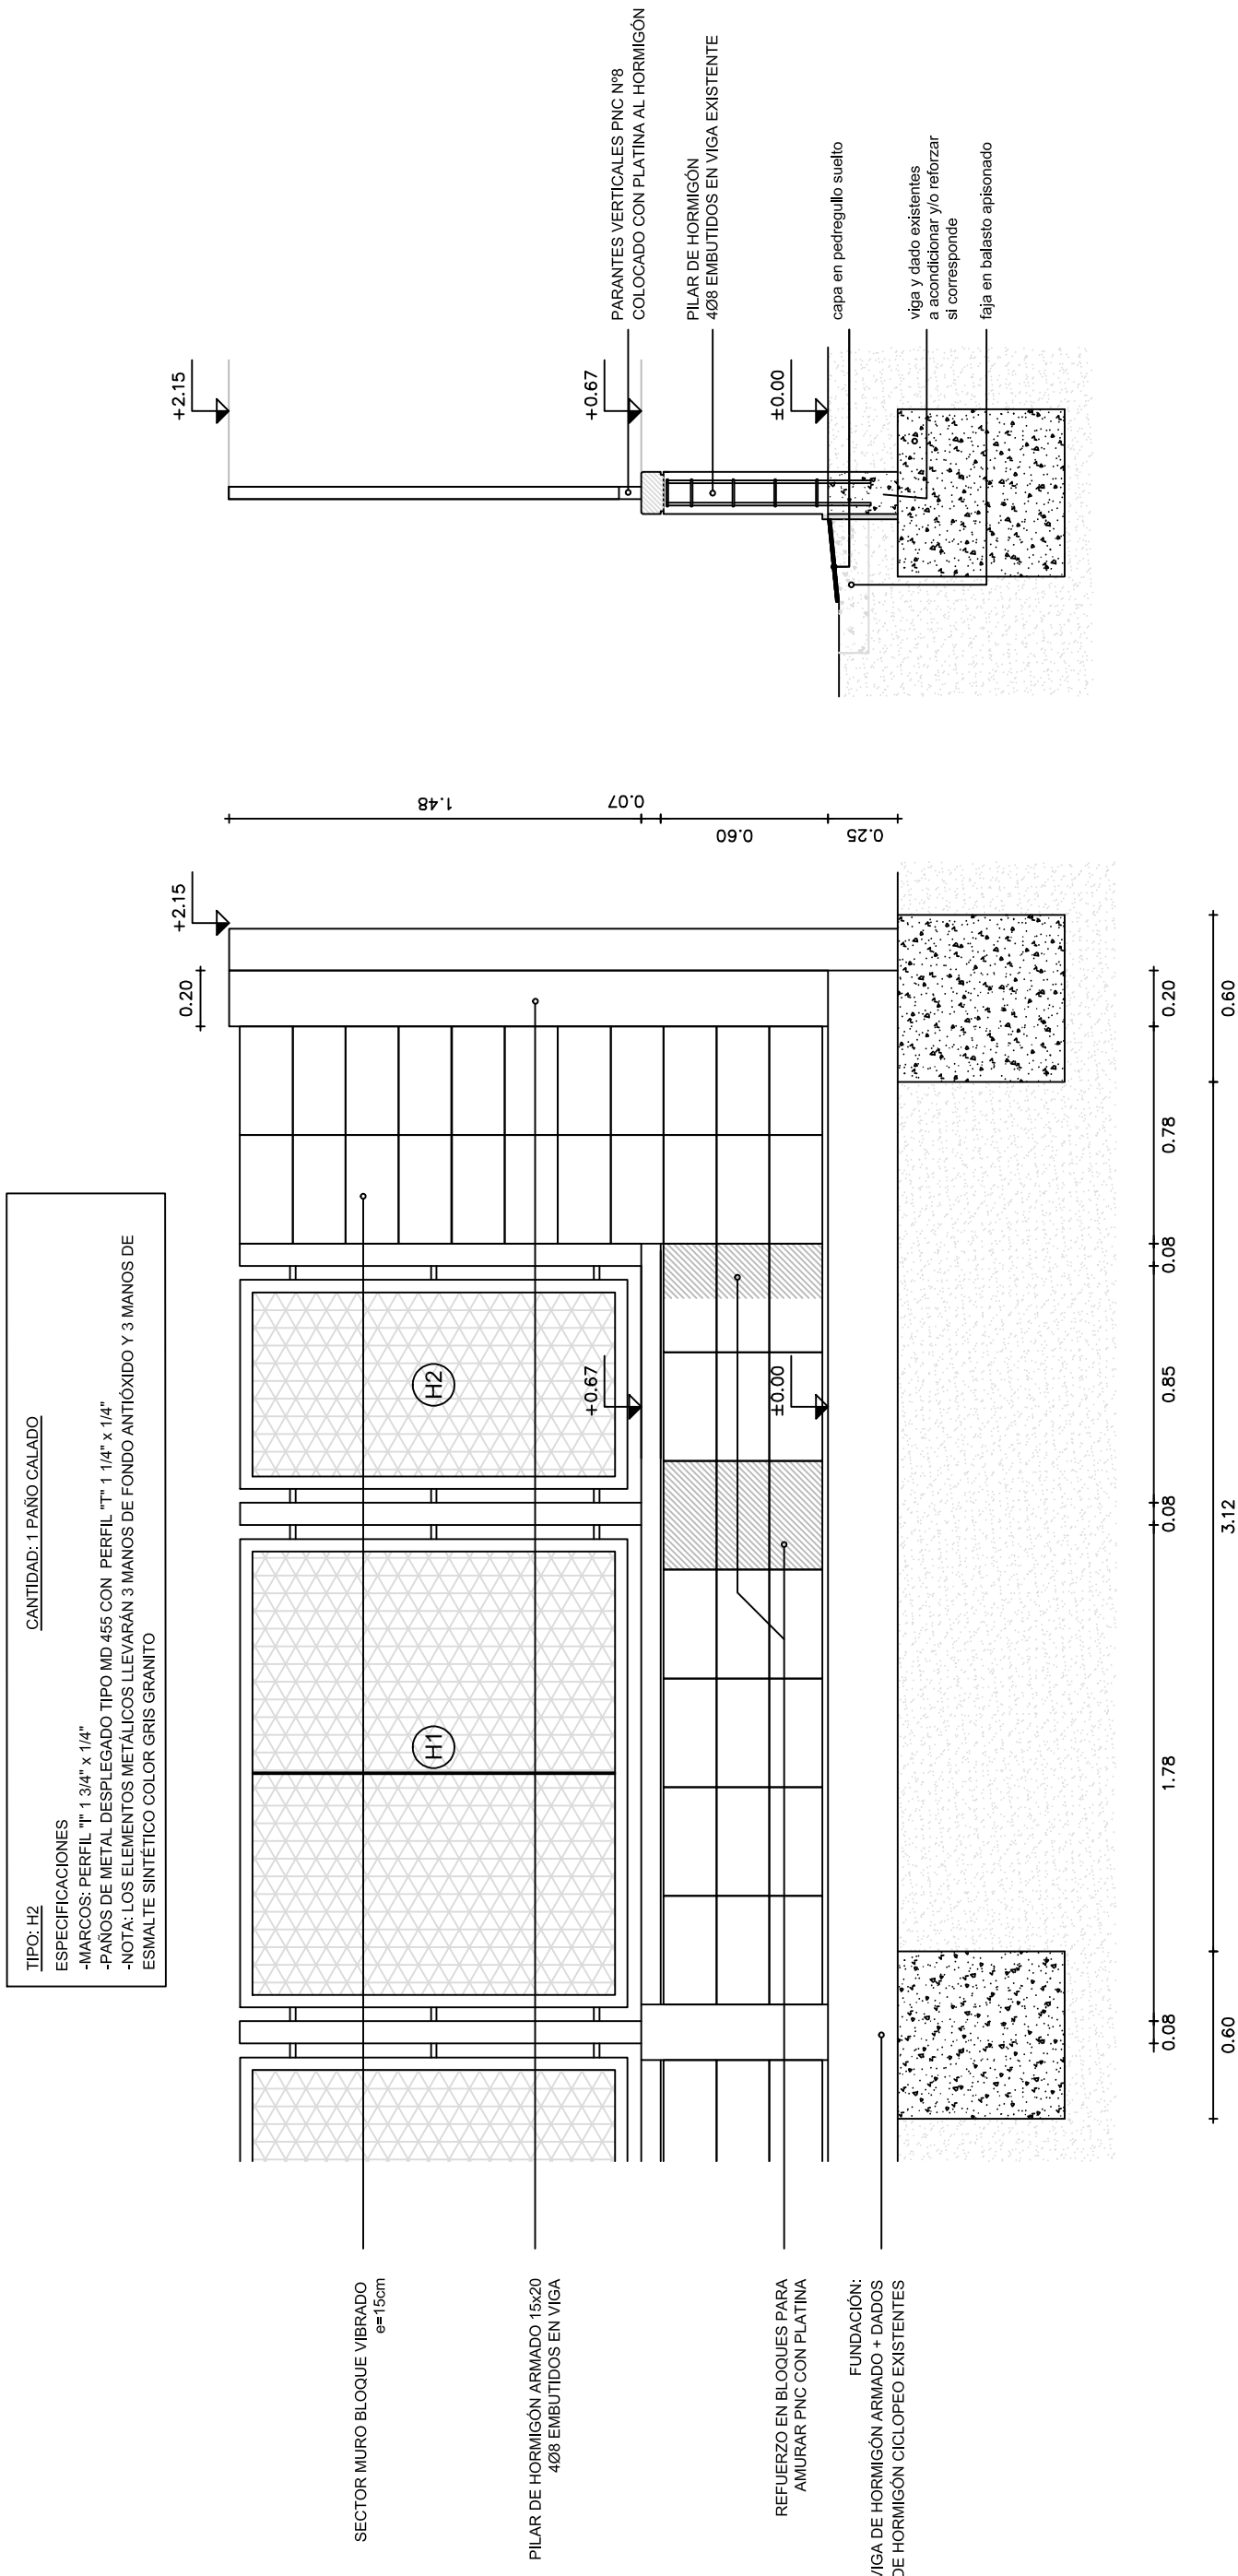 TIPO: H2 CANTIDAD: 1 PAÑO CALADO
ESPECIFICACIONES
-MARCOS: PERFIL "I" 1 3/4" x 1/4"
-PAÑOS DE METAL DESPLEGADO TIPO MD 455 CON PERFIL "T" 1 1/4" x 1/4"
-NOTA: LOS ELEMENTOS METÁLICOS LLEVARÁN 3 MANOS DE FONDO ANTIÓXIDO Y 3 MANOS DE
ESMALTE SINTÉTICO COLOR GRIS GRANITO
SECTOR MURO BLOQUE VIBRADO
e=15cm
PILAR DE HORMIGÓN ARMADO 15x20
4Ø8 EMBUTIDOS EN VIGA
REFUERZO EN BLOQUES PARA
AMURAR PNC CON PLATINA
FUNDACIÓN:
VIGA DE HORMIGÓN ARMADO + DADOS
DE HORMIGÓN CICLOPEO EXISTENTES
H1
H2
+0.67
±0.00
0.20
+2.15
1.48
0.07
0.60
0.25
0.08
1.78
0.08
0.85
0.08
0.78
0.20
0.60
3.12
0.60
+2.15
+0.67
±0.00
PARANTES VERTICALES PNC Nº8
COLOCADO CON PLATINA AL HORMIGÓN
PILAR DE HORMIGÓN
4Ø8 EMBUTIDOS EN VIGA EXISTENTE
capa en pedregullo suelto
viga y dado existentes
a acondicionar y/o reforzar
si corresponde
faja en balasto apisonado